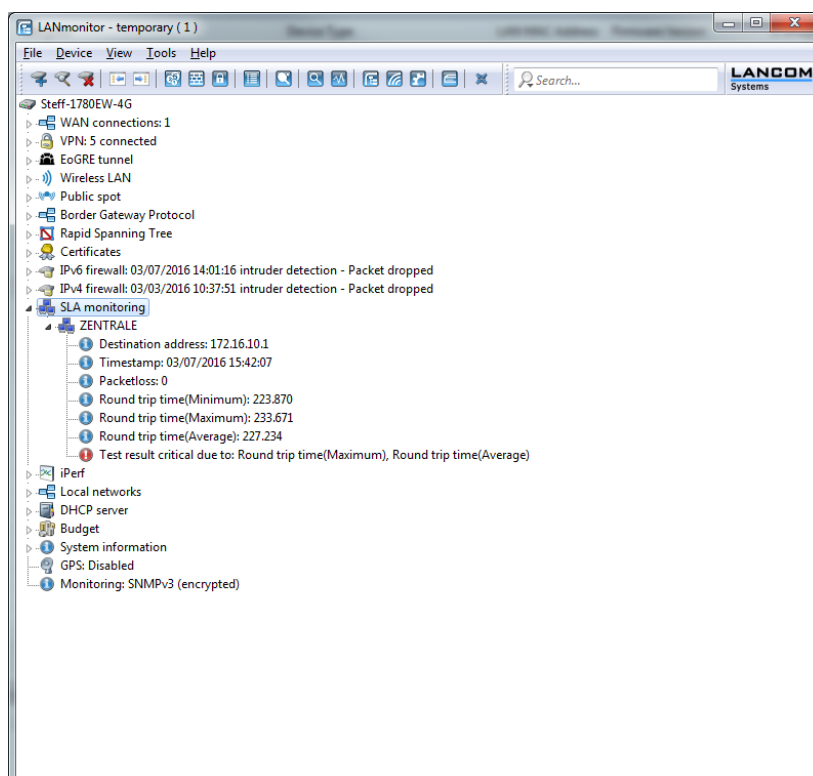 LANmonitor - temporary ( 1 )
File Device View Tools Help
Search...
LANCOM
Systems
Steff-1780EW-4G
WAN connections: 1
VPN: 5 connected
EoGRE tunnel
Wireless LAN
Public spot
Border Gateway Protocol
Rapid Spanning Tree
Certificates
IPv6 firewall: 03/07/2016 14:01:16 intruder detection - Packet dropped
IPv4 firewall: 03/03/2016 10:37:51 intruder detection - Packet dropped
SLA monitoring
ZENTRALE
Destination address: 172.16.10.1
Timestamp: 03/07/2016 15:42:07
Packetloss: 0
Round trip time(Minimum): 223.870
Round trip time(Maximum): 233.671
Round trip time(Average): 227.234
Test result critical due to: Round trip time(Maximum), Round trip time(Average)
iPerf
Local networks
DHCP server
Budget
System information
GPS: Disabled
Monitoring: SNMPv3 (encrypted)